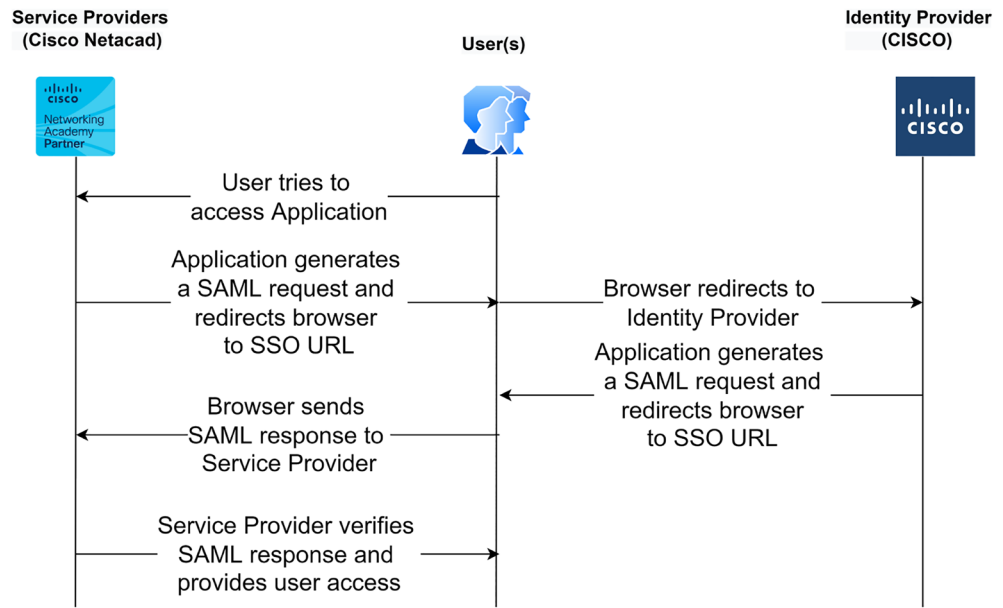 Service Providers
(Cisco Netacad)
User(s)
Identity Provider
(CISCO)
CISCO
Networking
Academy
Partner
CISCO
User tries to
access Application
Application generates
a SAML request and
redirects browser
to SSO URL
Browser redirects to
Identity Provider
Application generates
a SAML request and
redirects browser
to SSO URL
Browser sends
SAML response to
Service Provider
Service Provider verifies
SAML response and
provides user access